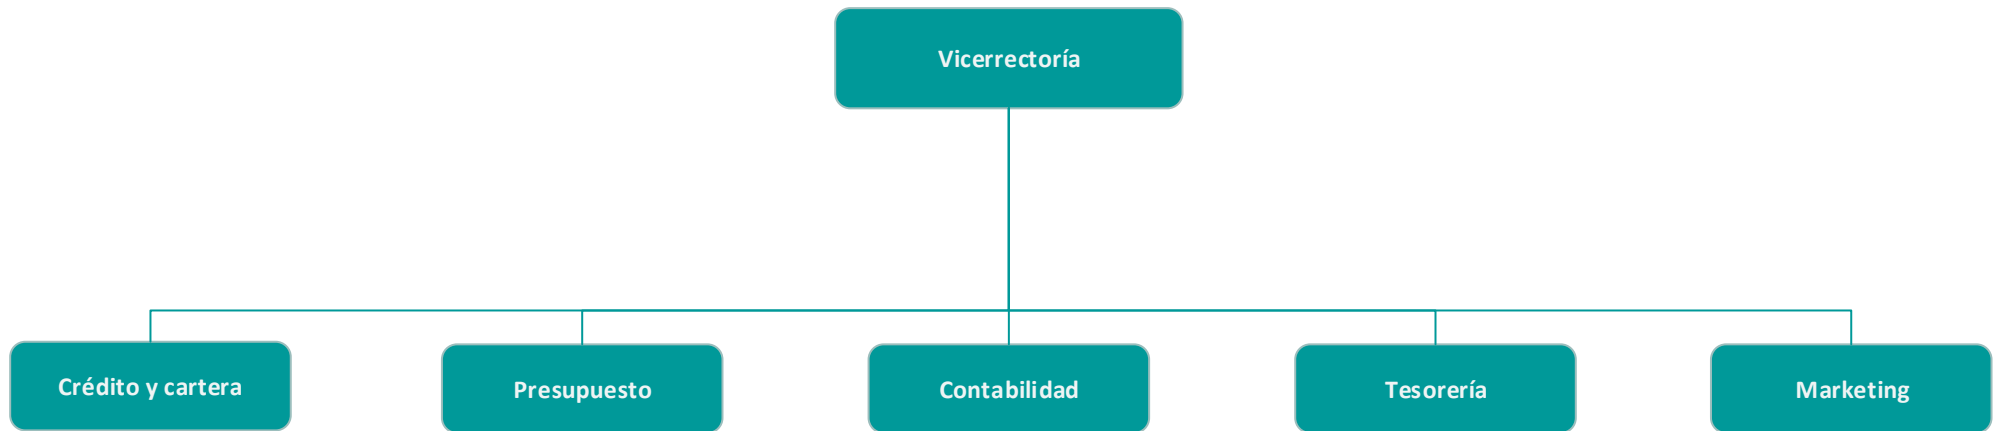 Vicerrectoría
Crédito y cartera
Presupuesto
Contabilidad
Tesorería
Marketing